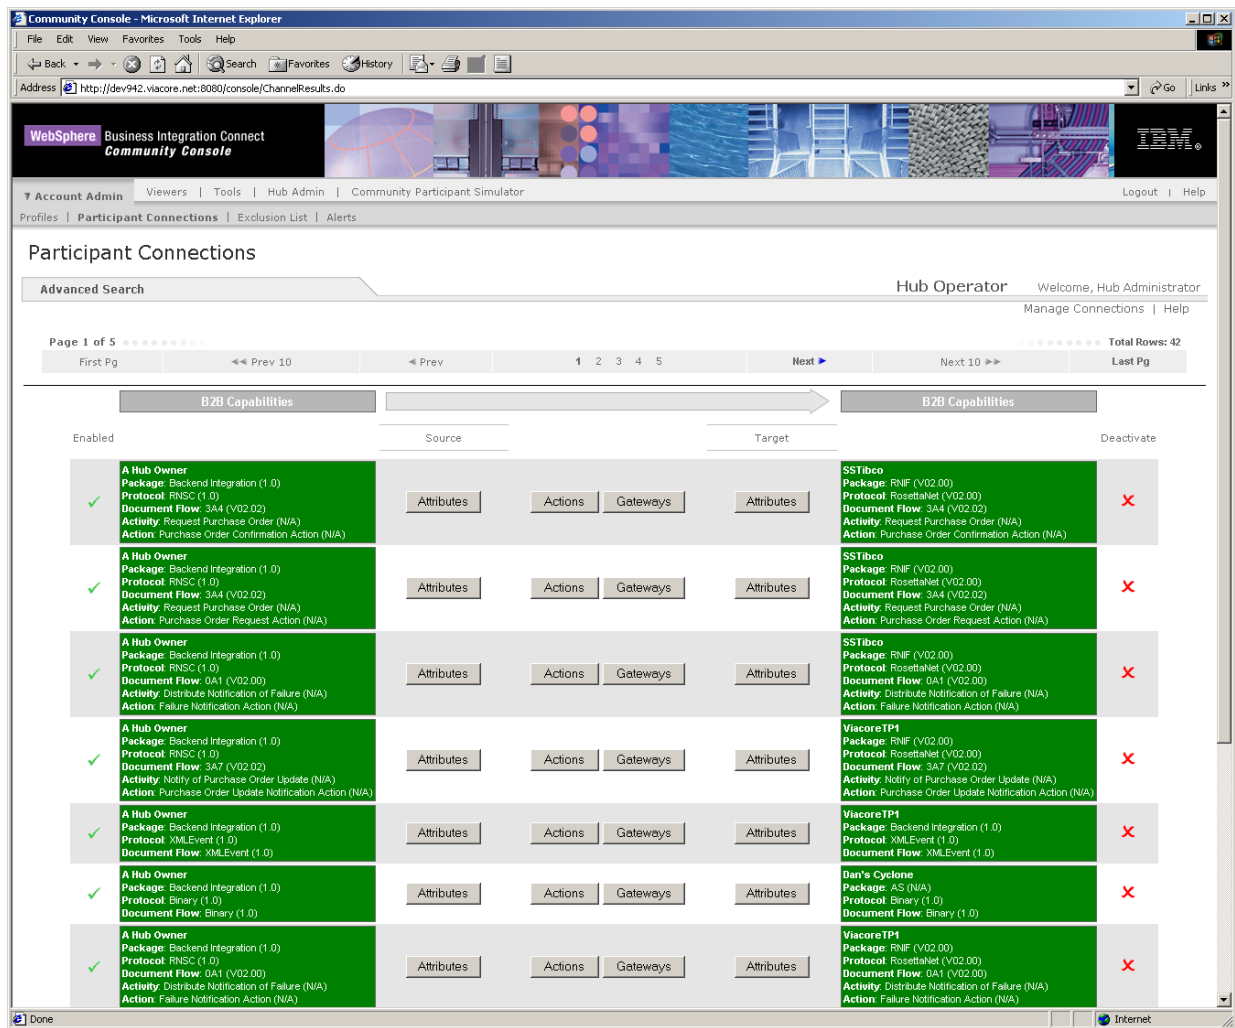 Community Console - Microsoft Internet Explorer
File Edit View Favorites Tools Help
Back Search Favorites History
Address http://dev942.viacore.net:8080/console/ChannelResults.do Go Links »
WebSphere Business Integration Connect
Community Console
IBM
Account Admin Viewers | Tools | Hub Admin | Community Participant Simulator Logout | Help
Profiles | Participant Connections | Exclusion List | Alerts
Participant Connections
Advanced Search Hub Operator Welcome, Hub Administrator
Manage Connections | Help
Page 1 of 5 Total Rows: 42
First Pg Prev 10 Prev 1 2 3 4 5 Next Next 10 Last Pg
B2B Capabilities B2B Capabilities
Enabled Source Target Deactivate
A Hub Owner
Package: Backend Integration (1.0)
Protocol: RNSC (1.0)
Document Flow: 3A4 (V02.02)
Activity: Request Purchase Order (N/A)
Action: Purchase Order Confirmation Action (N/A)
Attributes Actions Gateways Attributes
SSTibco
Package: RNIF (V02.00)
Protocol: RosettaNet (V02.00)
Document Flow: 3A4 (V02.02)
Activity: Request Purchase Order (N/A)
Action: Purchase Order Confirmation Action (N/A)
A Hub Owner
Package: Backend Integration (1.0)
Protocol: RNSC (1.0)
Document Flow: 3A4 (V02.02)
Activity: Request Purchase Order (N/A)
Action: Purchase Order Request Action (N/A)
Attributes Actions Gateways Attributes
SSTibco
Package: RNIF (V02.00)
Protocol: RosettaNet (V02.00)
Document Flow: 3A4 (V02.02)
Activity: Request Purchase Order (N/A)
Action: Purchase Order Request Action (N/A)
A Hub Owner
Package: Backend Integration (1.0)
Protocol: RNSC (1.0)
Document Flow: 0A1 (V02.00)
Activity: Distribute Notification of Failure (N/A)
Action: Failure Notification Action (N/A)
Attributes Actions Gateways Attributes
SSTibco
Package: RNIF (V02.00)
Protocol: RosettaNet (V02.00)
Document Flow: 0A1 (V02.00)
Activity: Distribute Notification of Failure (N/A)
Action: Failure Notification Action (N/A)
A Hub Owner
Package: Backend Integration (1.0)
Protocol: RNSC (1.0)
Document Flow: 3A7 (V02.02)
Activity: Notify of Purchase Order Update (N/A)
Action: Purchase Order Update Notification Action (N/A)
Attributes Actions Gateways Attributes
ViacoreTP1
Package: RNIF (V02.00)
Protocol: RosettaNet (V02.00)
Document Flow: 3A7 (V02.02)
Activity: Notify of Purchase Order Update (N/A)
Action: Purchase Order Update Notification Action (N/A)
A Hub Owner
Package: Backend Integration (1.0)
Protocol: XMLEvent (1.0)
Document Flow: XMLEvent (1.0)
Attributes Actions Gateways Attributes
ViacoreTP1
Package: Backend Integration (1.0)
Protocol: XMLEvent (1.0)
Document Flow: XMLEvent (1.0)
A Hub Owner
Package: Backend Integration (1.0)
Protocol: Binary (1.0)
Document Flow: Binary (1.0)
Attributes Actions Gateways Attributes
Dan's Cyclone
Package: AS (N/A)
Protocol: Binary (1.0)
Document Flow: Binary (1.0)
A Hub Owner
Package: Backend Integration (1.0)
Protocol: RNSC (1.0)
Document Flow: 0A1 (V02.00)
Activity: Distribute Notification of Failure (N/A)
Action: Failure Notification Action (N/A)
Attributes Actions Gateways Attributes
ViacoreTP1
Package: RNIF (V02.00)
Protocol: RosettaNet (V02.00)
Document Flow: 0A1 (V02.00)
Activity: Distribute Notification of Failure (N/A)
Action: Failure Notification Action (N/A)
Done Internet